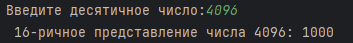 Введите десятичное число:4096
16-ричное представление числа 4096: 1000